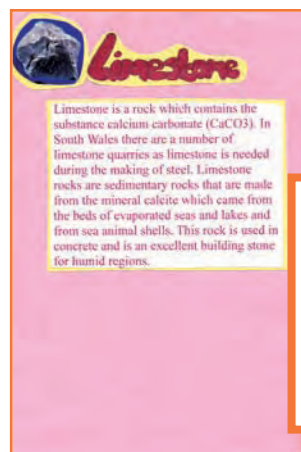 Limestone
Limestone is a rock which contains the
substance calcium carbonate (CaCO3). In
South Wales there are a number of
limestone quarries as limestone is needed
during the making of steel. Limestone
rocks are sedimentary rocks that are made
from the mineral calcite which came from
the beds of evaporated seas and lakes and
from sea animal shells. This rock is used in
concrete and is an excellent building stone
for humid regions.